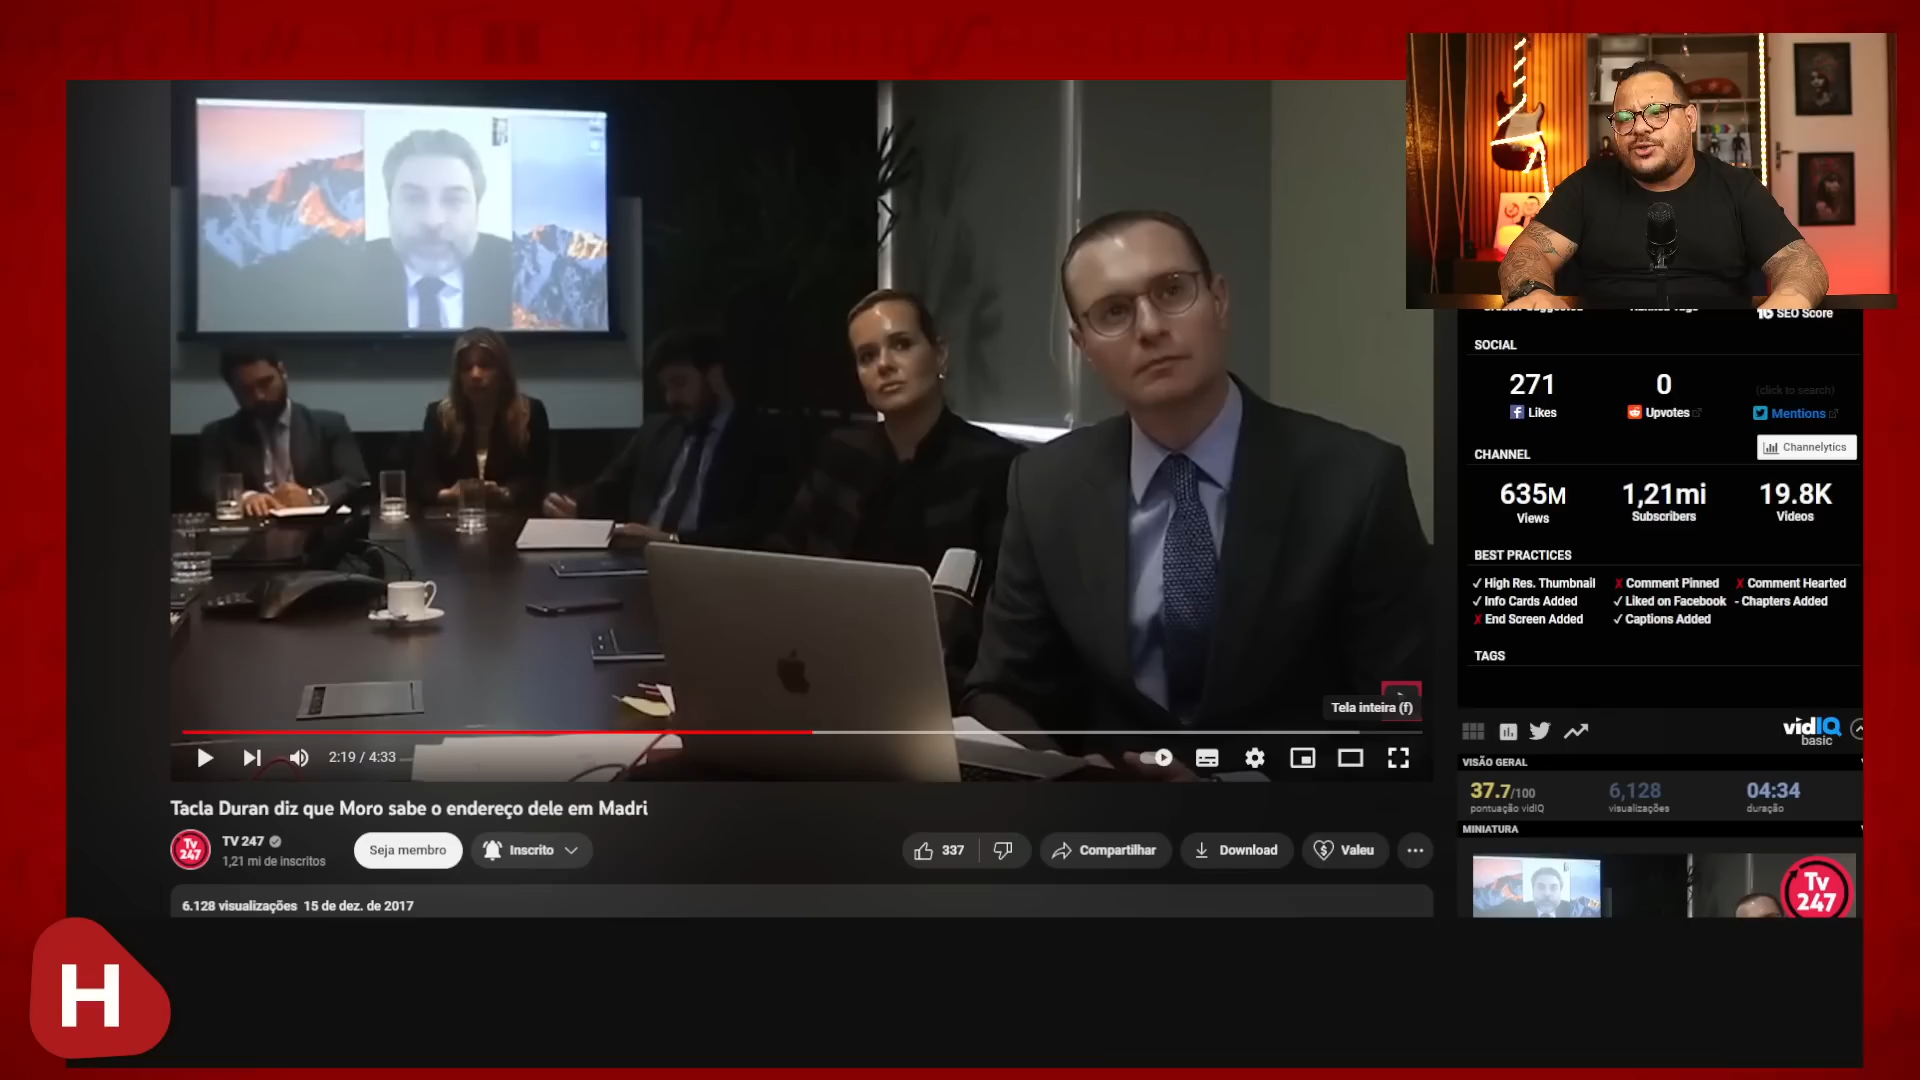 SEO Score
SOCIAL
271
0
(click to search)
Likes
Upvotes
Mentions
Channelytics
CHANNEL
635M
1,21mi
19.8K
Views
Subscribers
Videos
BEST PRACTICES
✓ High Res. Thumbnail
✗ Comment Pinned
✗ Comment Hearted
✓ Info Cards Added
✓ Liked on Facebook
- Chapters Added
✗ End Screen Added
✓ Captions Added
TAGS
Tela inteira (f)
2:19 / 4:33
vidIQ
basic
VISÃO GERAL
37.7/100
6,128
04:34
pontuação vidIQ
visualizações
duração
MINIATURA
Tacla Duran diz que Moro sabe o endereço dele em Madri
Tv
247
TV 247
1,21 mi de inscritos
Seja membro
Inscrito
337
Compartilhar
Download
Valeu
6.128 visualizações 15 de dez. de 2017
Tv
247
H